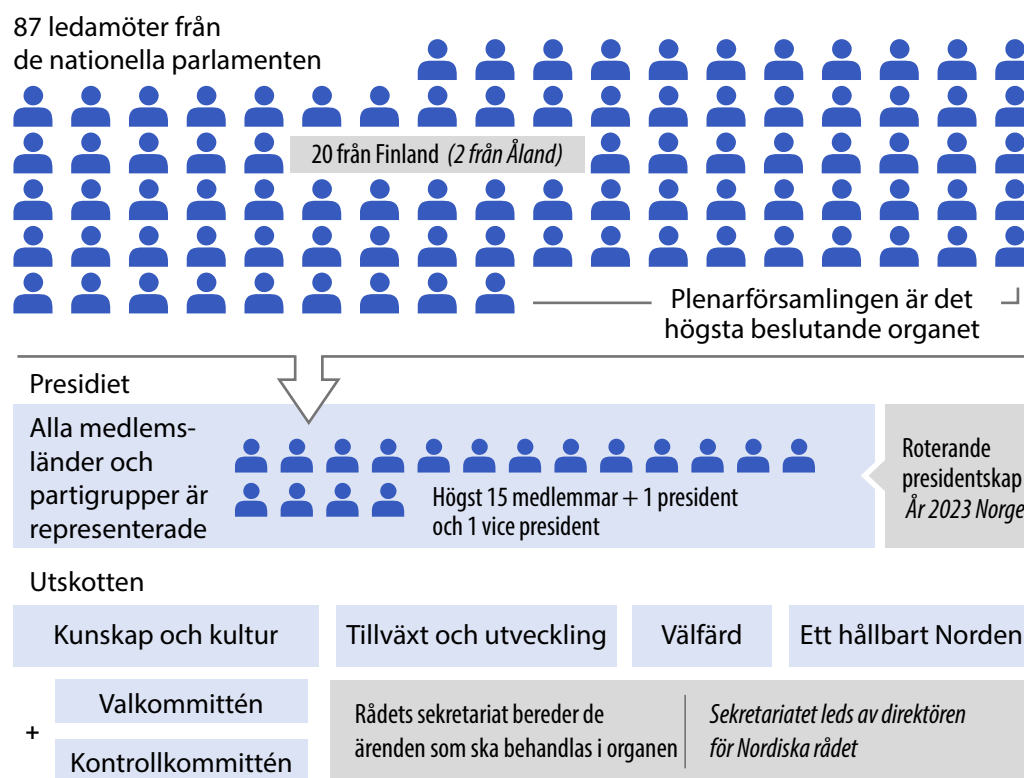 87 ledamöter från
de nationella parlamenten
20 från Finland (2 från Åland)
Plenarförsamlingen är det
högsta beslutande organet
Presidiet
Alla medlems-
länder och
partigrupper är
representerade
Högst 15 medlemmar + 1 president
och 1 vice president
Roterande
presidentskap
År 2023 Norge
Utskotten
Kunskap och kultur
Tillväxt och utveckling
Välfärd
Ett hållbart Norden
+
Valkommittén
Kontrollkommittén
Rådets sekretariat bereder de
ärenden som ska behandlas i organen
Sekretariatet leds av direktören
för Nordiska rådet